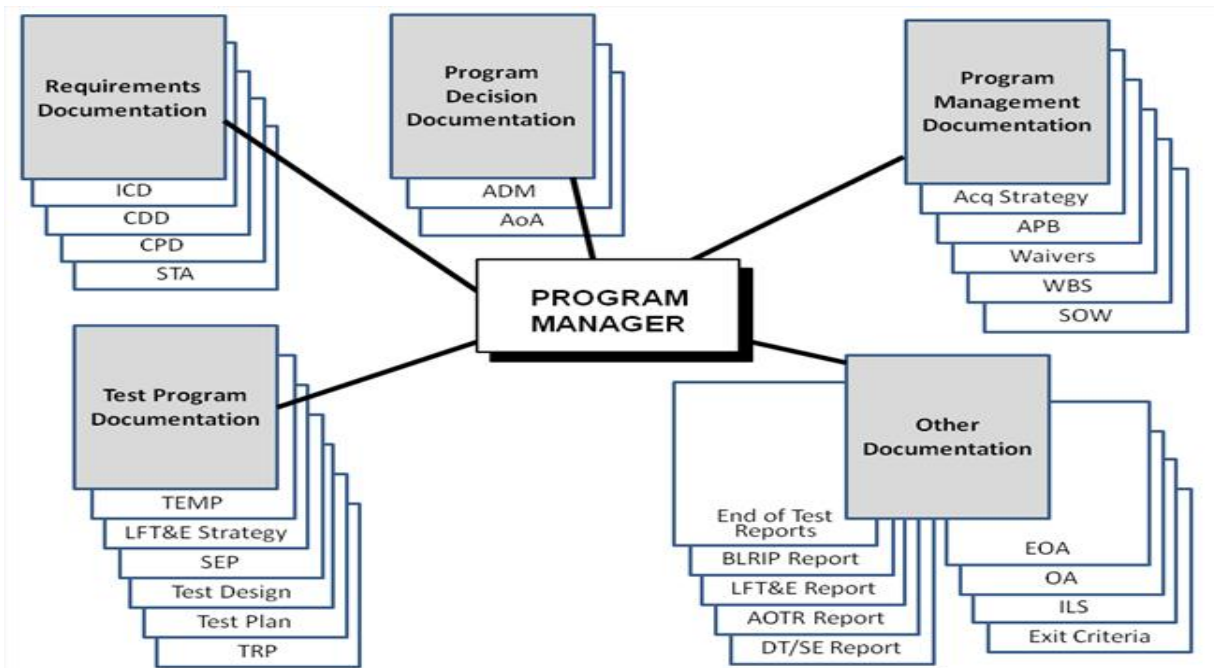 Requirements
Documentation
ICD
CDD
CPD
STA
Program
Decision
Documentation
ADM
AoA
Program
Management
Documentation
Acq Strategy
APB
Waivers
WBS
SOW
PROGRAM
MANAGER
Test Program
Documentation
TEMP
LFT&E Strategy
SEP
Test Design
Test Plan
TRP
Other
Documentation
End of Test
Reports
BLRIP Report
LFT&E Report
AOTR Report
DT/SE Report
EOA
OA
ILS
Exit Criteria